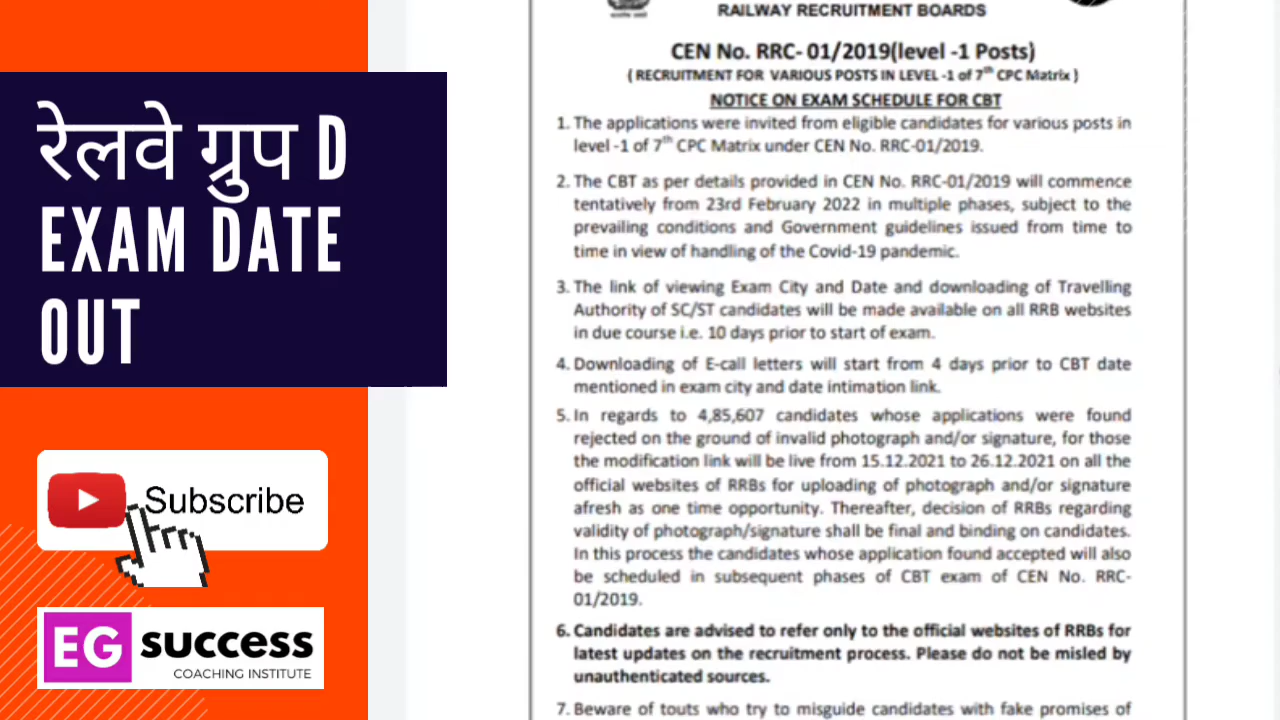 रेलवे ग्रुप D
EXAM DATE
OUT
Subscribe
EG success
COACHING INSTITUTE
RAILWAY RECRUITMENT BOARDS
CEN No. RRC- 01/2019(level -1 Posts)
( RECRUITMENT FOR VARIOUS POSTS IN LEVEL -1 of 7th CPC Matrix )
NOTICE ON EXAM SCHEDULE FOR CBT
1. The applications were invited from eligible candidates for various posts in
level -1 of 7th CPC Matrix under CEN No. RRC-01/2019.
2. The CBT as per details provided in CEN No. RRC-01/2019 will commence
tentatively from 23rd February 2022 in multiple phases, subject to the
prevailing conditions and Government guidelines issued from time to
time in view of handling of the Covid-19 pandemic.
3. The link of viewing Exam City and Date and downloading of Travelling
Authority of SC/ST candidates will be made available on all RRB websites
in due course i.e. 10 days prior to start of exam.
4. Downloading of E-call letters will start from 4 days prior to CBT date
mentioned in exam city and date intimation link.
5. In regards to 4,85,607 candidates whose applications were found
rejected on the ground of invalid photograph and/or signature, for those
the modification link will be live from 15.12.2021 to 26.12.2021 on all the
official websites of RRBs for uploading of photograph and/or signature
afresh as one time opportunity. Thereafter, decision of RRBs regarding
validity of photograph/signature shall be final and binding on candidates.
In this process the candidates whose application found accepted will also
be scheduled in subsequent phases of CBT exam of CEN No. RRC-
01/2019.
6. Candidates are advised to refer only to the official websites of RRBs for
latest updates on the recruitment process. Please do not be misled by
unauthenticated sources.
7. Beware of touts who try to misguide candidates with fake promises of